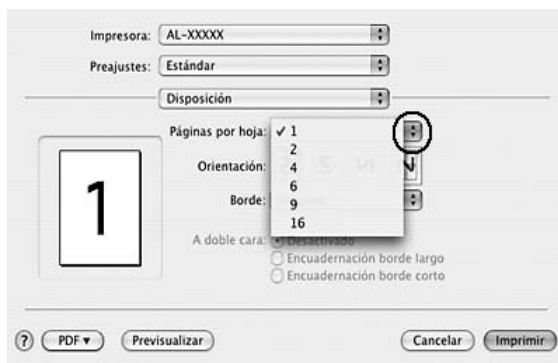 Impresora: AL-XXXXX
Preajustes: Estándar
Disposición
Páginas por hoja: ✓ 1
2
Orientación: 4
6
Borde: 9
16
1
A doble cara: Desactivado
Encuadernación borde largo
Encuadernación borde corto
? PDF ▼ Previsualizar Cancelar Imprimir